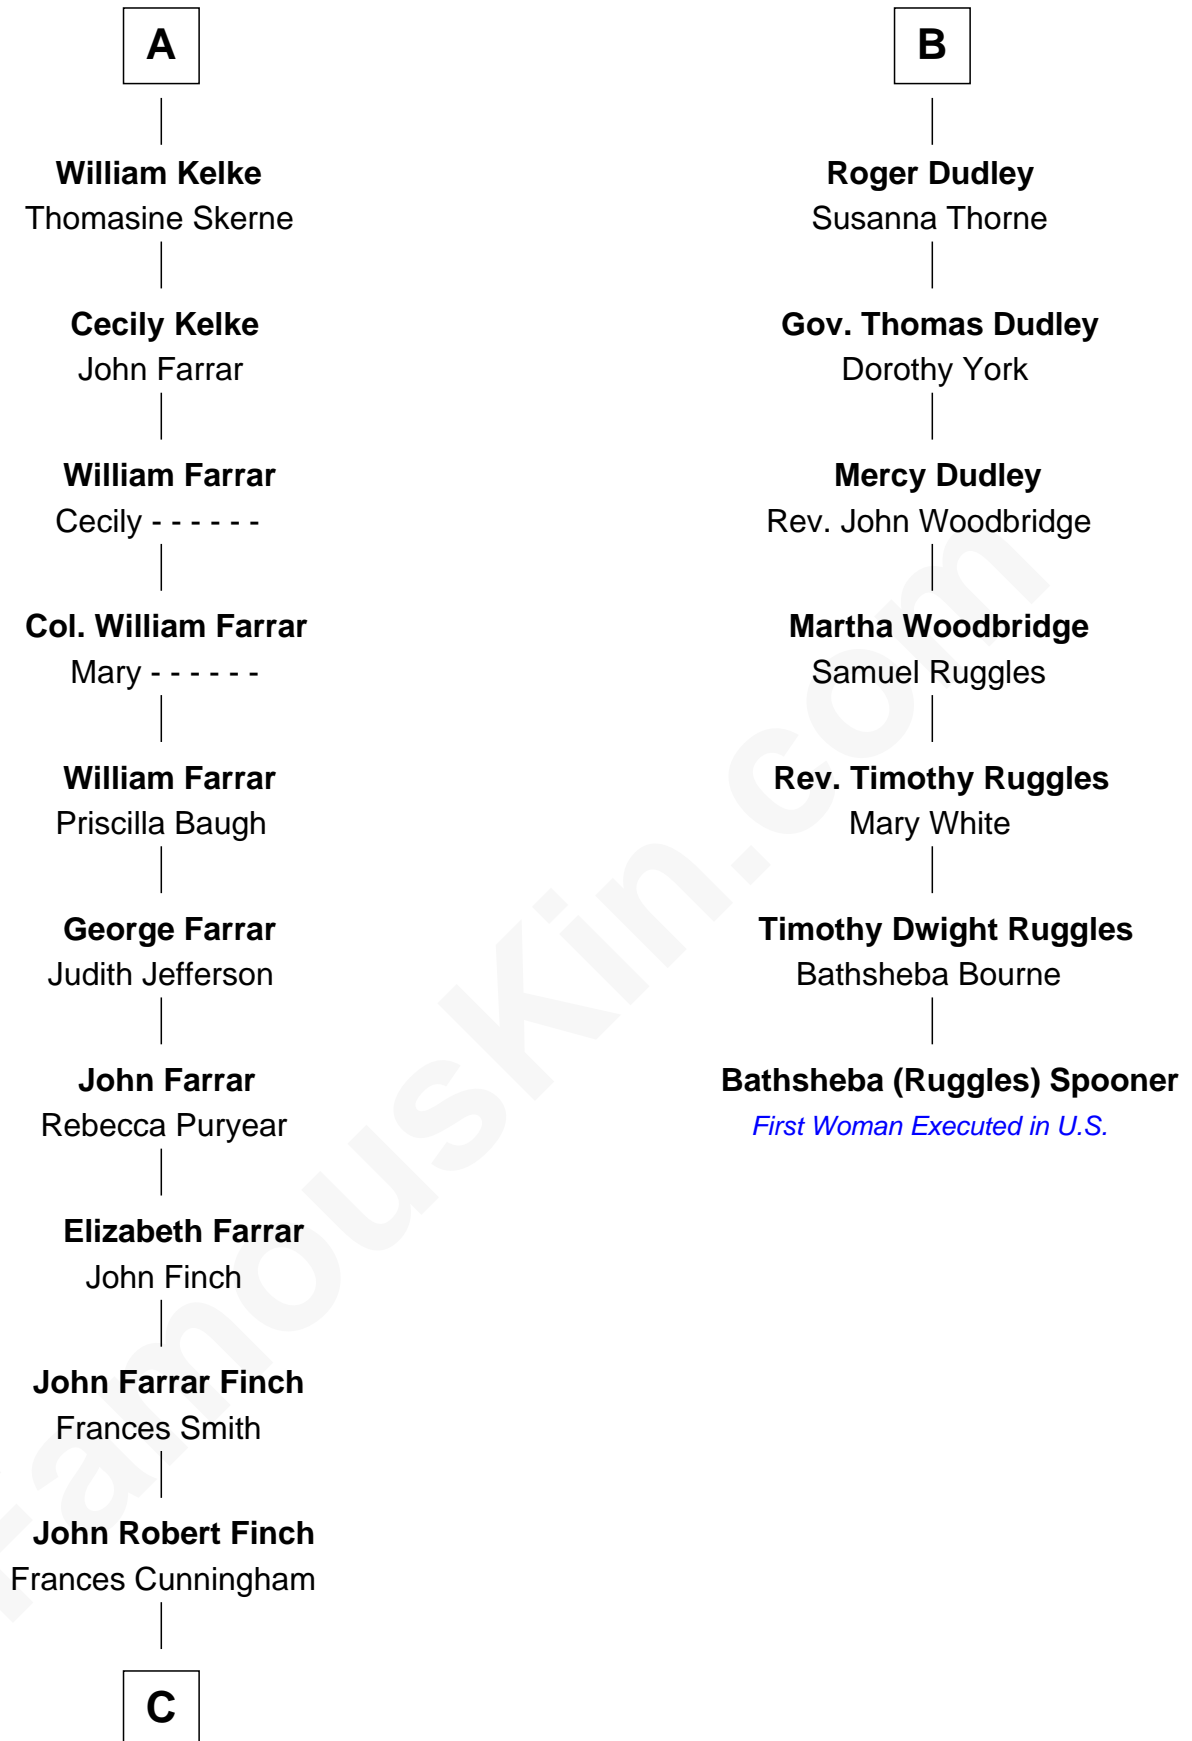 A
William Kelke
Thomasine Skerne
Cecily Kelke
John Farrar
William Farrar
Cecily - - - - - -
Col. William Farrar
Mary - - - - - -
William Farrar
Priscilla Baugh
George Farrar
Judith Jefferson
John Farrar
Rebecca Puryear
Elizabeth Farrar
John Finch
John Farrar Finch
Frances Smith
John Robert Finch
Frances Cunningham
C
B
Roger Dudley
Susanna Thorne
Gov. Thomas Dudley
Dorothy York
Mercy Dudley
Rev. John Woodbridge
Martha Woodbridge
Samuel Ruggles
Rev. Timothy Ruggles
Mary White
Timothy Dwight Ruggles
Bathsheba Bourne
Bathsheba (Ruggles) Spooner
First Woman Executed in U.S.
FamousKin.com